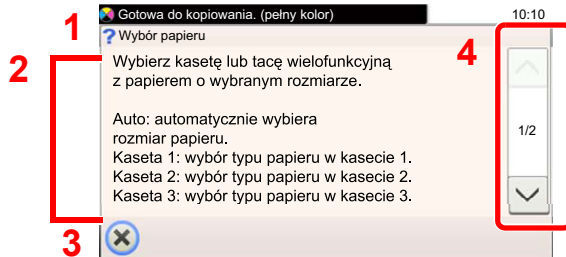 Gotowa do kopiowania. (pełny kolor) 10:10
1 ? Wybór papieru
2 Wybierz kasetę lub tacę wielofunkcyjną 4
z papierem o wybranym rozmiarze.
Auto: automatycznie wybiera
rozmiar papieru. 1/2
Kaseta 1: wybór typu papieru w kasecie 1.
Kaseta 2: wybór typu papieru w kasecie 2.
Kaseta 3: wybór typu papieru w kasecie 3.
3